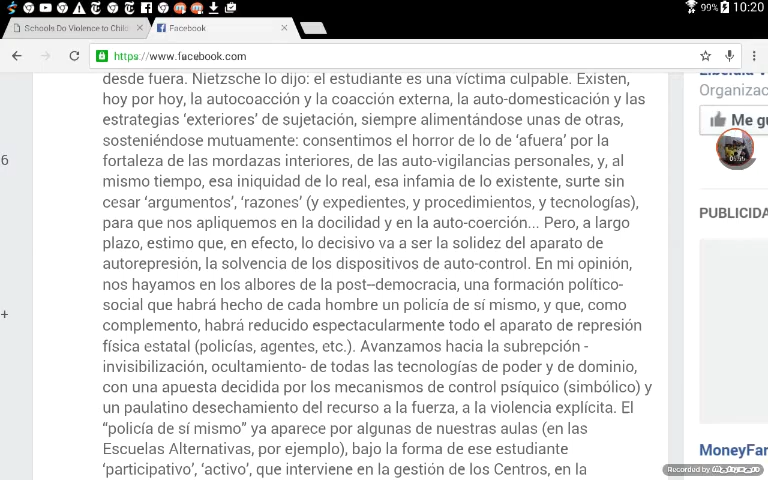 99% 10:20
Schools Do Violence to Child
Facebook
https://www.facebook.com
desde fuera. Nietzsche lo dijo: el estudiante es una víctima culpable. Existen,
hoy por hoy, la autocoacción y la coacción externa, la auto-domesticación y las
estrategias ‘exteriores’ de sujetación, siempre alimentándose unas de otras,
sosteniéndose mutuamente: consentimos el horror de lo de ‘afuera’ por la
fortaleza de las mordazas interiores, de las auto-vigilancias personales, y, al
mismo tiempo, esa iniquidad de lo real, esa infamia de lo existente, surte sin
cesar ‘argumentos’, ‘razones’ (y expedientes, y procedimientos, y tecnologías),
para que nos apliquemos en la docilidad y en la auto-coerción... Pero, a largo
plazo, estimo que, en efecto, lo decisivo va a ser la solidez del aparato de
autorepresión, la solvencia de los dispositivos de auto-control. En mi opinión,
nos hayamos en los albores de la post–democracia, una formación político-
social que habrá hecho de cada hombre un policía de sí mismo, y que, como
complemento, habrá reducido espectacularmente todo el aparato de represión
física estatal (policías, agentes, etc.). Avanzamos hacia la subrepción -
invisibilización, ocultamiento- de todas las tecnologías de poder y de dominio,
con una apuesta decidida por los mecanismos de control psíquico (simbólico) y
un paulatino desechamiento del recurso a la fuerza, a la violencia explícita. El
“policía de sí mismo” ya aparece por algunas de nuestras aulas (en las
Escuelas Alternativas, por ejemplo), bajo la forma de ese estudiante
‘participativo’, ‘activo’, que interviene en la gestión de los Centros, en la
6
+
Organizac
Me gu
PUBLICIDA
MoneyFar
Recorded by